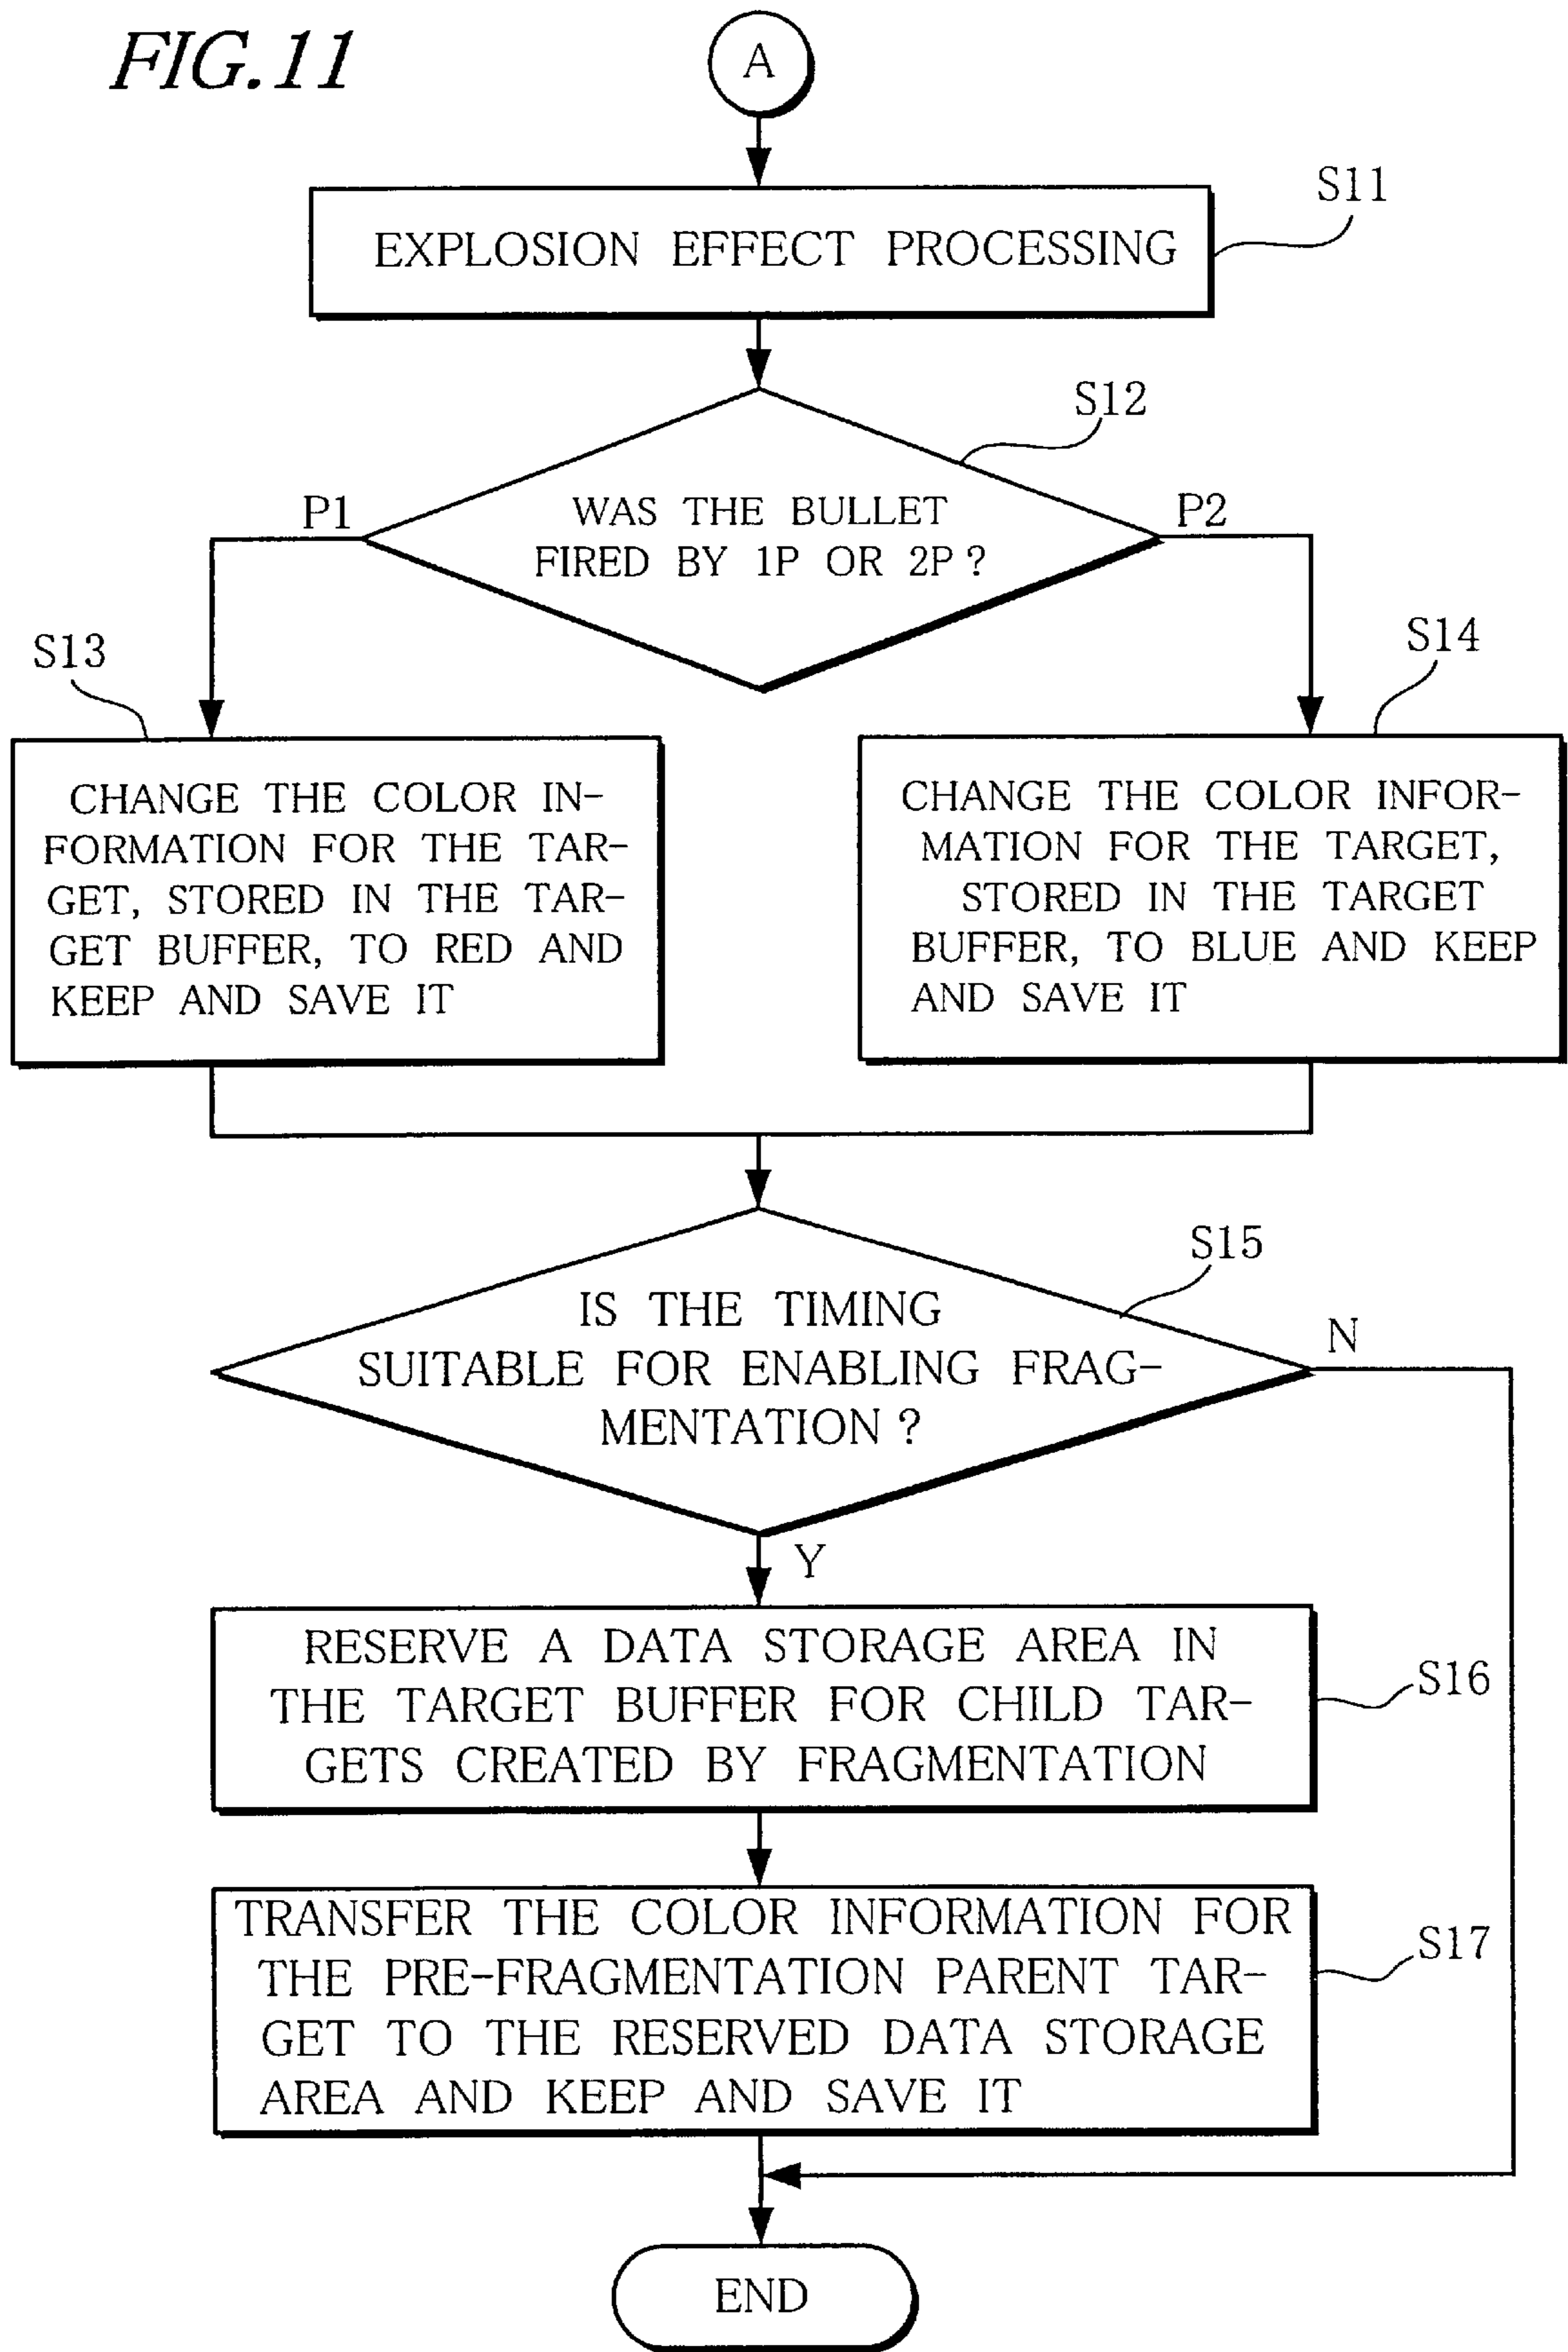 FIG.11
A
S11
EXPLOSION EFFECT PROCESSING
S12
P1
P2
WAS THE BULLET
FIRED BY 1P OR 2P?
S13
S14
CHANGE THE COLOR IN-
FORMATION FOR THE TAR-
GET, STORED IN THE TAR-
GET BUFFER, TO RED AND
KEEP AND SAVE IT
CHANGE THE COLOR INFOR-
MATION FOR THE TARGET,
STORED IN THE TARGET
BUFFER, TO BLUE AND KEEP
AND SAVE IT
S15
IS THE TIMING
SUITABLE FOR ENABLING FRAG-
MENTATION?
N
Y
RESERVE A DATA STORAGE AREA IN
THE TARGET BUFFER FOR CHILD TAR-
GETS CREATED BY FRAGMENTATION
S16
TRANSFER THE COLOR INFORMATION FOR
THE PRE-FRAGMENTATION PARENT TAR-
GET TO THE RESERVED DATA STORAGE
AREA AND KEEP AND SAVE IT
S17
END